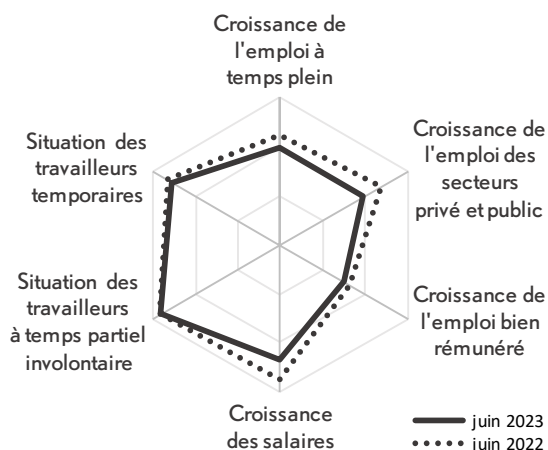 Croissance de
l'emploi à
temps plein
Croissance de
l'emploi des
secteurs
privé et public
Croissance de
l'emploi bien
rémunéré
Croissance
des salaires
Situation des
travailleurs
à temps partiel
involontaire
Situation des
travailleurs
temporaires
juin 2023
juin 2022